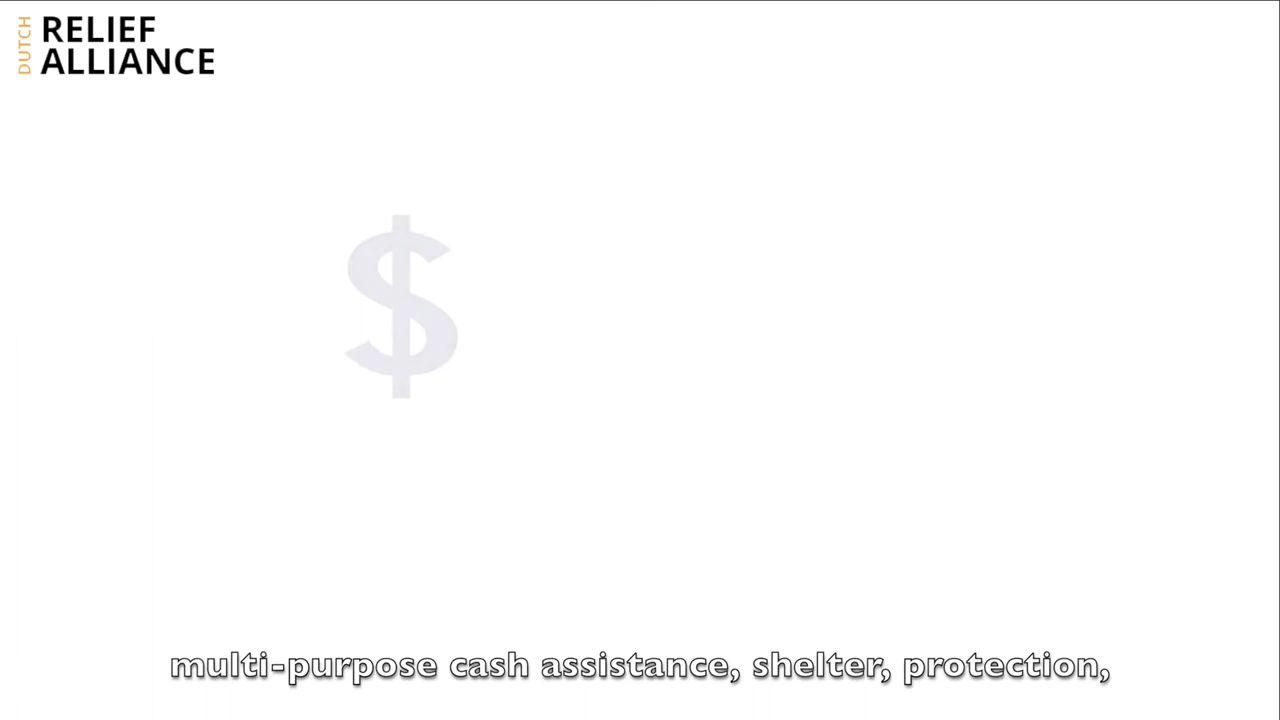 DUTCH
RELIEF
ALLIANCE
$
multi-purpose cash assistance, shelter, protection,